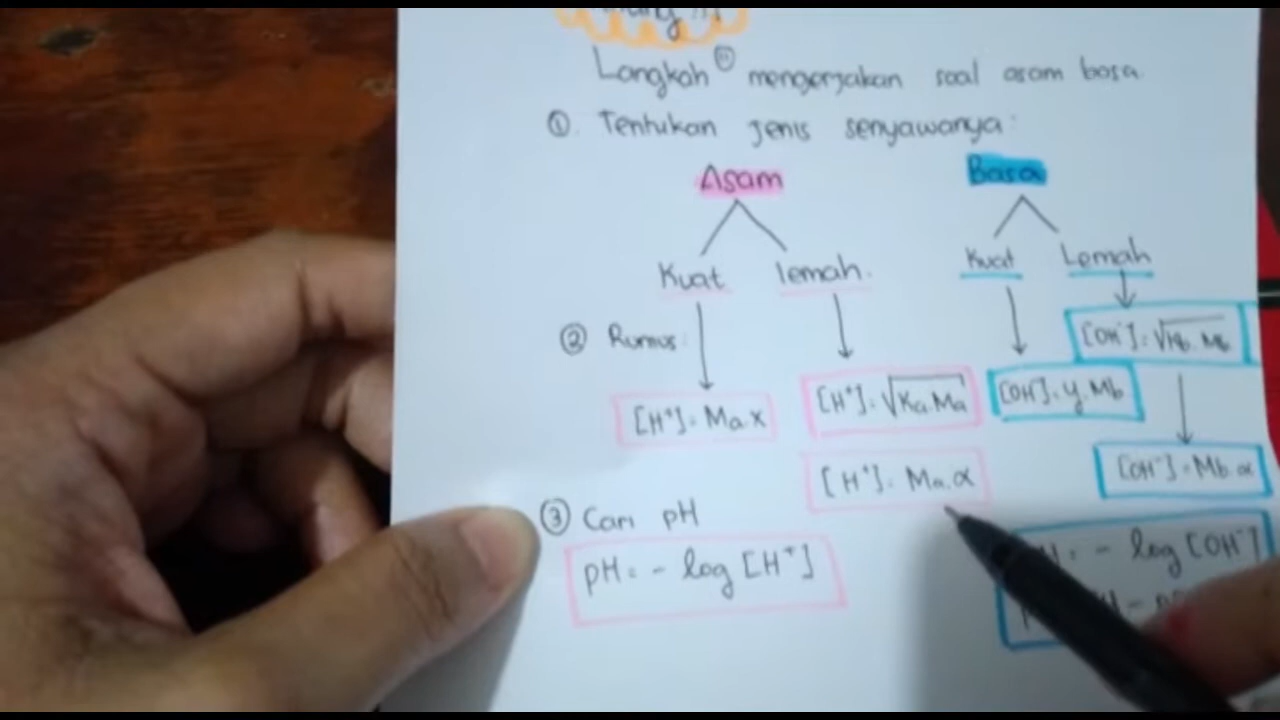 Langkah" mengerjakan soal asam basa
①. Tentukan jenis senyawanya:
Asam
Basa
Kuat
lemah.
Kuat
Lemah
② Rumus:
[OH⁻]=√Kb.Mb
[H⁺]=Ma.x
[H⁺]=√Ka.Ma
[OH⁻]=y.Mb
[H⁺]=Ma.α
[OH⁻]=Mb.α
③ Cari pH
pH=- log [H⁺]
- log [OH⁻]